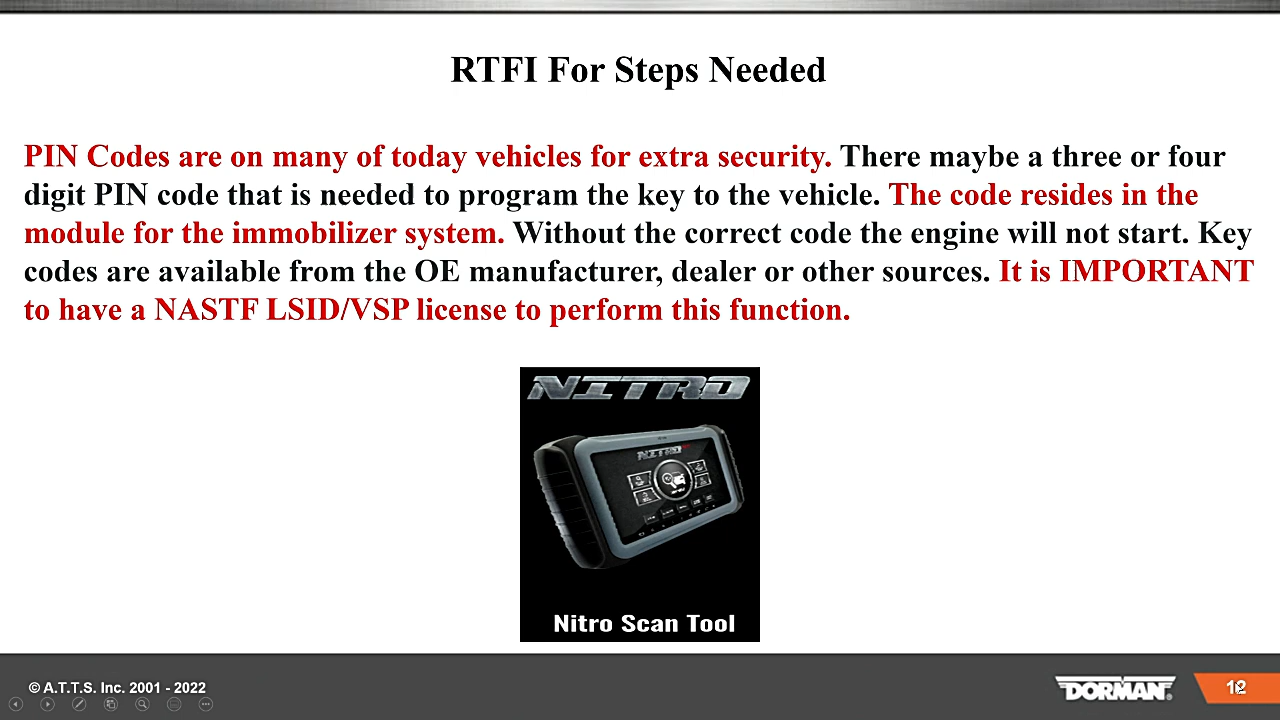 RTFI For Steps Needed
PIN Codes are on many of today vehicles for extra security. There maybe a three or four
digit PIN code that is needed to program the key to the vehicle. The code resides in the
module for the immobilizer system. Without the correct code the engine will not start. Key
codes are available from the OE manufacturer, dealer or other sources. It is IMPORTANT
to have a NASTF LSID/VSP license to perform this function.
NITRO
NITRO
Nitro Scan Tool
© A.T.T.S. Inc. 2001 - 2022
DORMAN
12